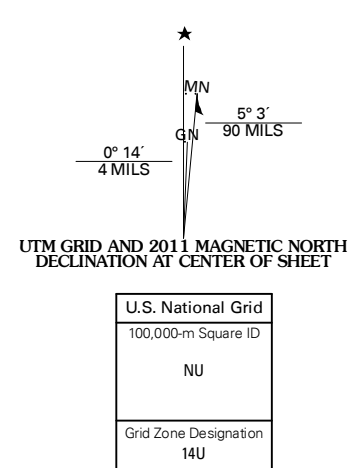 ★
MN
5° 3´
90 MILS
GN
0° 14´
4 MILS
UTM GRID AND 2011 MAGNETIC NORTH
DECLINATION AT CENTER OF SHEET
U.S. National Grid
100,000-m Square ID
NU
Grid Zone Designation
14U